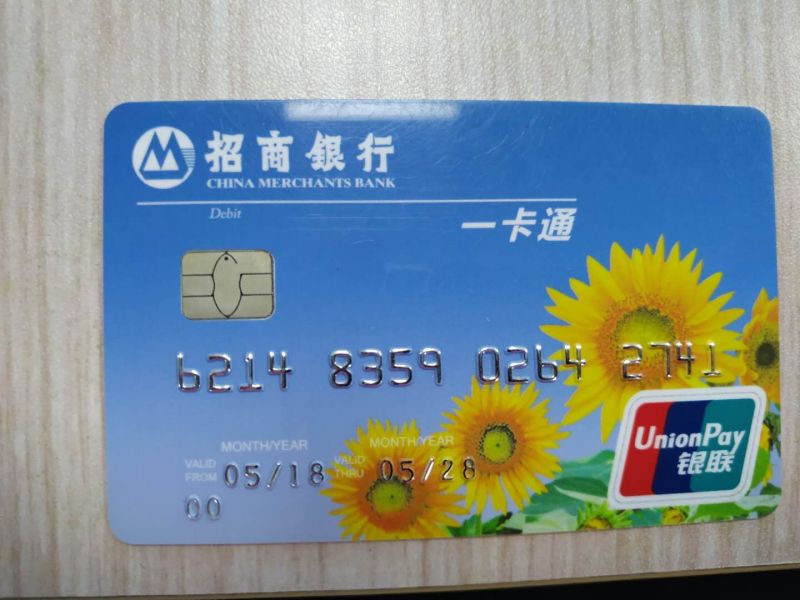 招商銀行
CHINA MERCHANTS BANK
Debit
一卡通
6214 8359 0264 2741
UnionPay
银联
MONTH/YEAR MONTH/YEAR
VALID FROM 05/18 VALID THRU 05/28
00